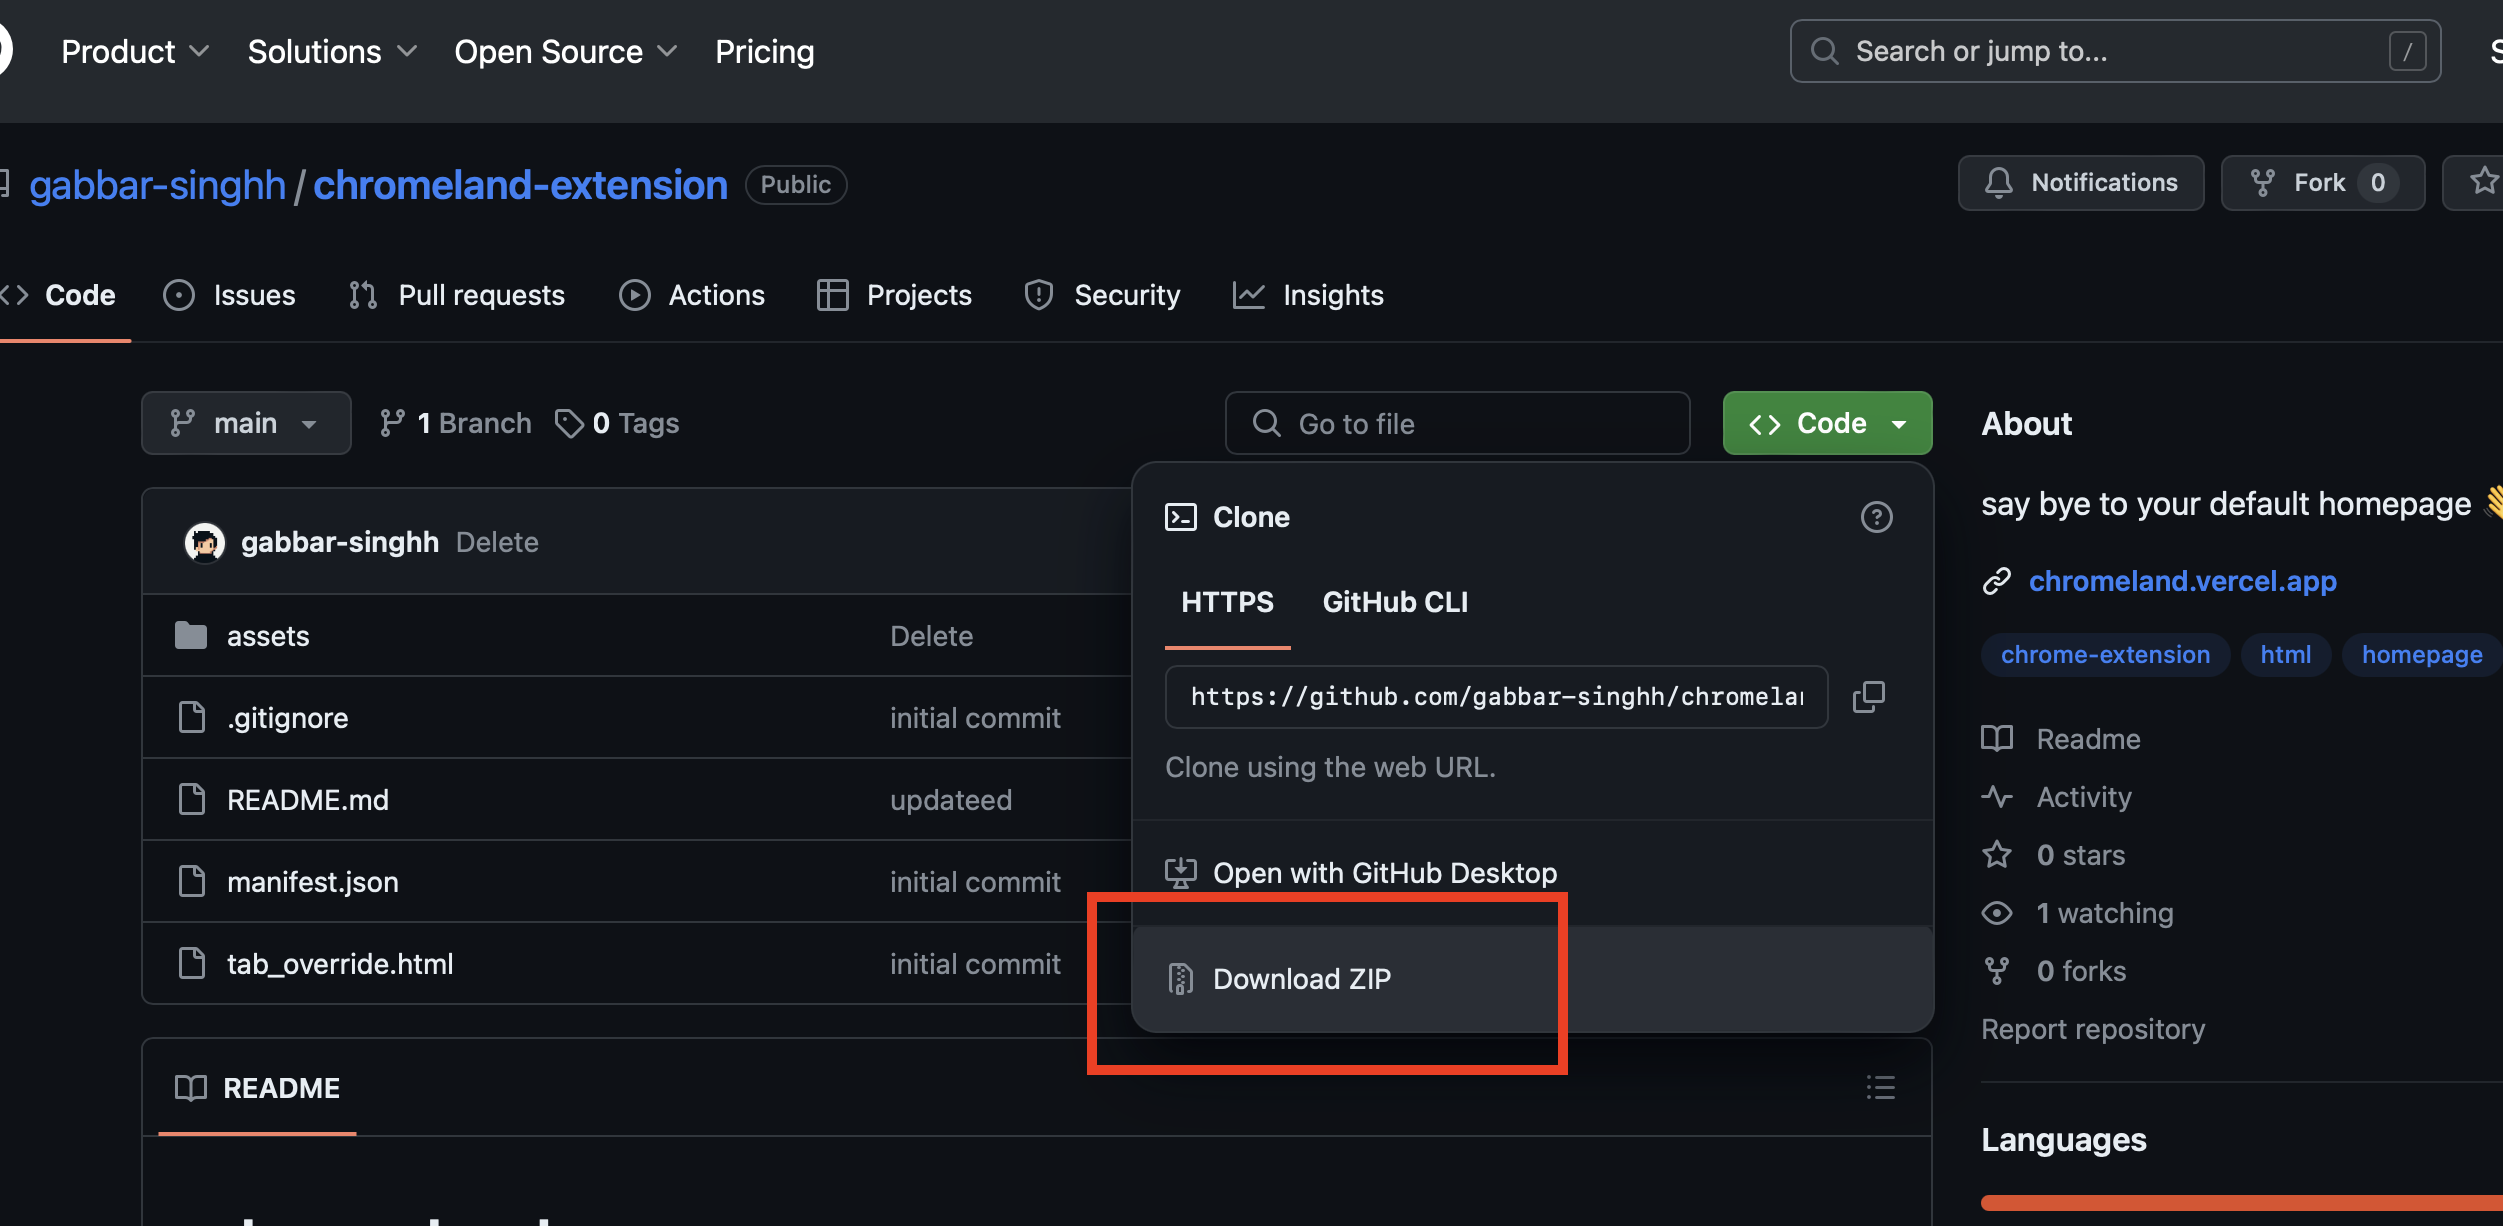 Product Solutions Open Source Pricing Search or jump to... /
gabbar-singhh / chromeland-extension Public Notifications Fork 0
Code Issues Pull requests Actions Projects Security Insights
main 1 Branch 0 Tags Go to file Code
gabbar-singhh Delete
assets Delete
.gitignore initial commit
README.md updateed
manifest.json initial commit
tab_override.html initial commit
README
Clone
HTTPS GitHub CLI
https://github.com/gabbar-singhh/chromelan
Clone using the web URL.
Open with GitHub Desktop
Download ZIP
About
say bye to your default homepage 👋
chromeland.vercel.app
chrome-extension html homepage
Readme
Activity
0 stars
1 watching
0 forks
Report repository
Languages